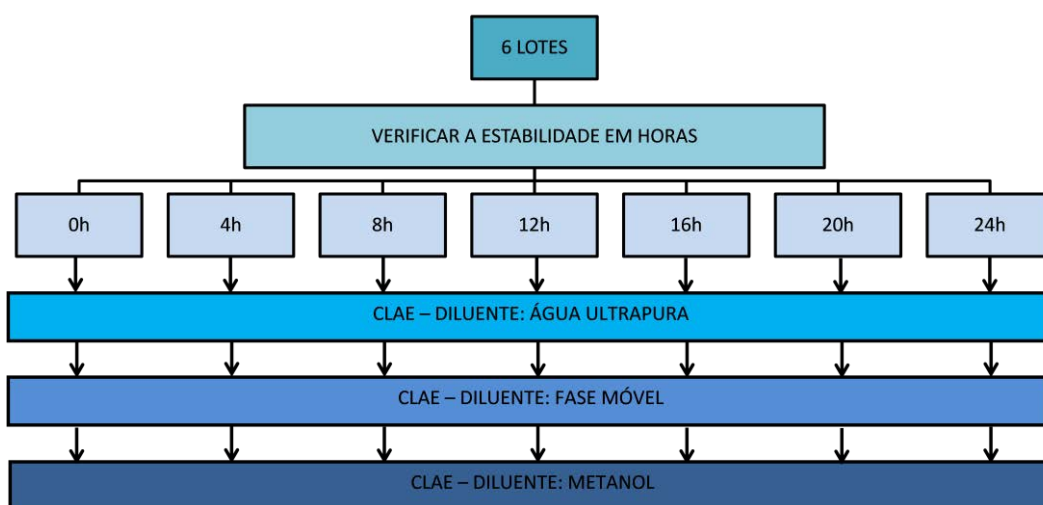 6 LOTES
VERIFICAR A ESTABILIDADE EM HORAS
0h
4h
8h
12h
16h
20h
24h
CLAE – DILUENTE: ÁGUA ULTRAPURA
CLAE – DILUENTE: FASE MÓVEL
CLAE – DILUENTE: METANOL